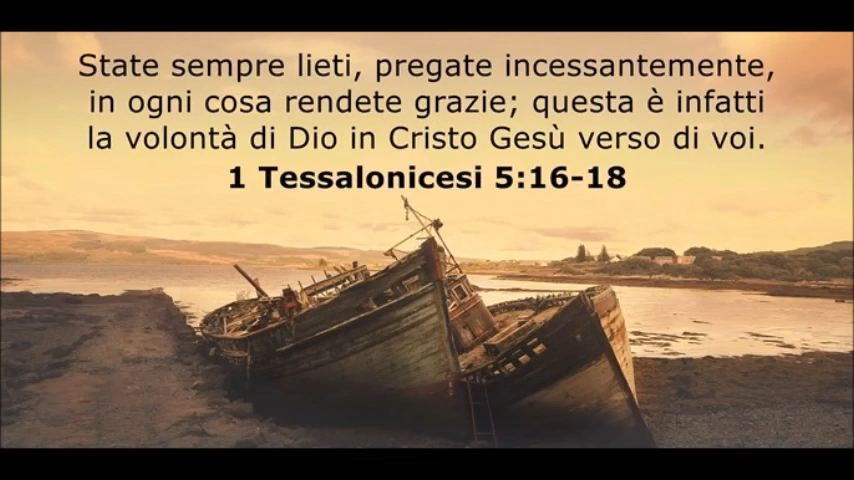 State sempre lieti, pregate incessantemente,
in ogni cosa rendete grazie; questa è infatti
la volontà di Dio in Cristo Gesù verso di voi.
1 Tessalonicesi 5:16-18